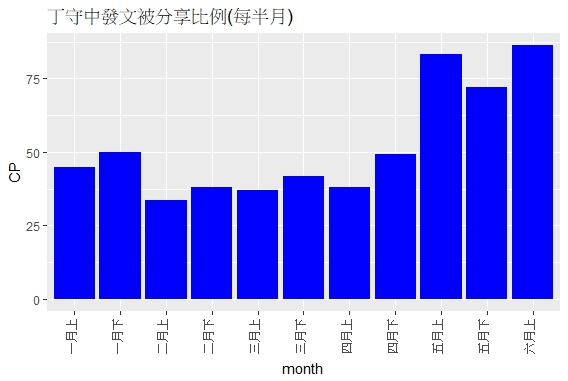 丁守中發文被分享比例(每半月)
CP
75
50
25
0
一月上
一月下
二月上
二月下
三月上
三月下
四月上
四月下
五月上
五月下
六月上
month